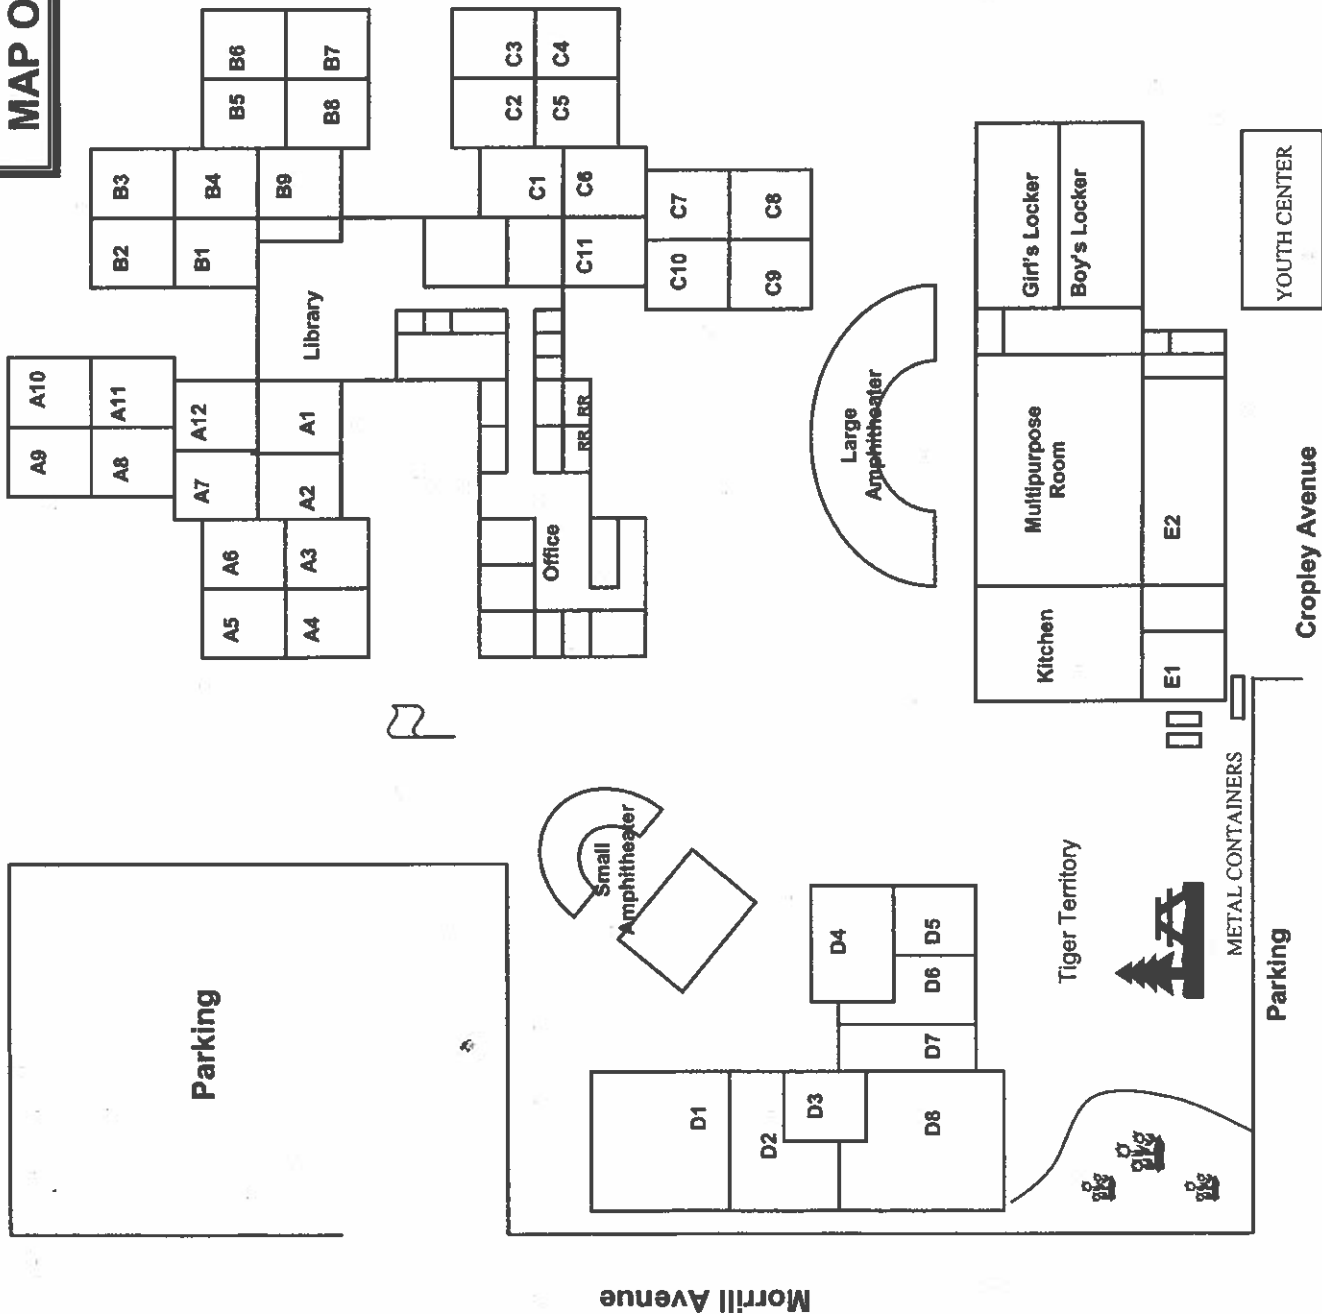 MAP O
B6
B7
B5
B8
B3
B4
B9
B2
B1
C3
C4
C2
C5
C1
C6
C11
C7
C8
C10
C9
Library
A10
A11
A9
A8
A12
A1
A7
A2
A6
A3
A5
A4
RR
RR
Office
Large
Amphitheater
Girl's Locker
Boy's Locker
YOUTH CENTER
Multipurpose
Room
Kitchen
E2
E1
Cropley Avenue
Small
Amphitheater
Parking
D4
D5
D6
D7
D1
D2
D3
D8
Tiger Territory
METAL CONTAINERS
Parking
Morrill Avenue